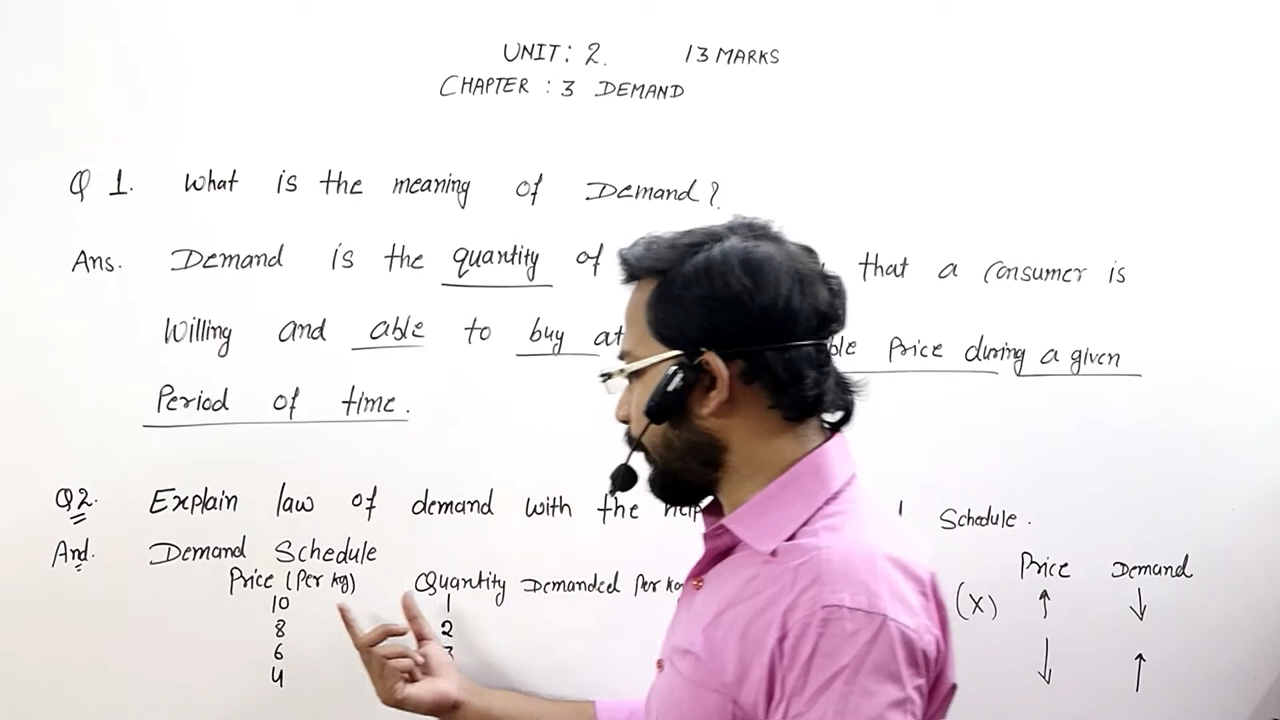 UNIT: 2. 13 MARKS
CHAPTER : 3 DEMAND
Q 1. What is the meaning of Demand?
Ans. Demand is the quantity of that a Consumer is
Willing and able to buy at Price during a given
Period of time.
Q2. Explain law of demand with the help Schedule.
And. Demand Schedule
Price (Per kg) Quantity Demanded Per Price Demand
10 1 (X) ↑ ↓
8 2
6
4 ↓ ↑